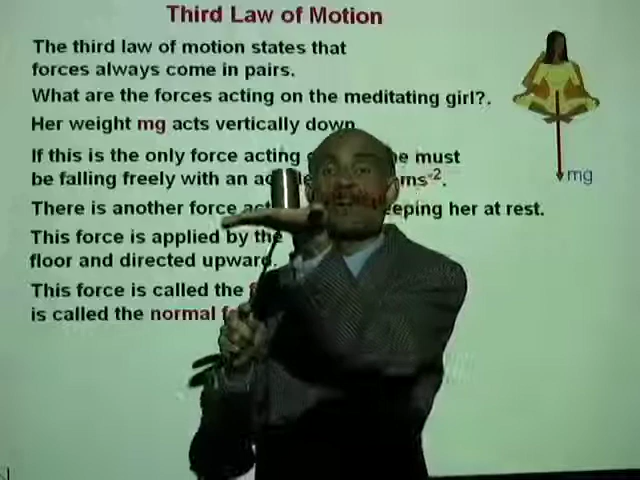 Third Law of Motion
The third law of motion states that
forces always come in pairs.
What are the forces acting on the meditating girl?.
Her weight mg acts vertically down
If this is the only force acting must
be falling freely with an ms-2.
There is another force keeping her at rest.
This force is applied by the
floor and directed upward.
This force is called the
is called the normal
mg